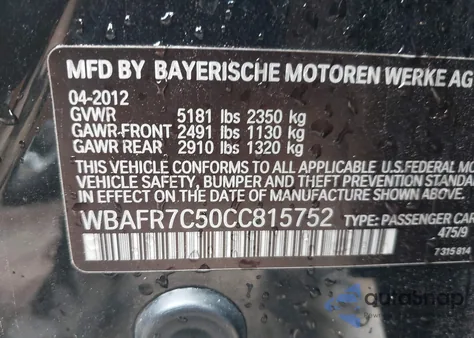 MFD BY BAYERISCHE MOTOREN WERKE AG
04-2012
GVWR 5181 lbs 2350 kg
GAWR-FRONT 2491 lbs 1130 kg
GAWR REAR 2910 lbs 1320 kg
THIS VEHICLE CONFORMS TO ALL APPLICABLE U.S.FEDERAL MO
VEHICLE SAFETY, BUMPER AND THEFT PREVENTION STAND
IN EFFECT ON THE DATE OF MANUFACTURE SHOWN ABOVE.
WBAFR7C50CC815752 TYPE: PASSENGER CAR
475/9
7315814
autosnap